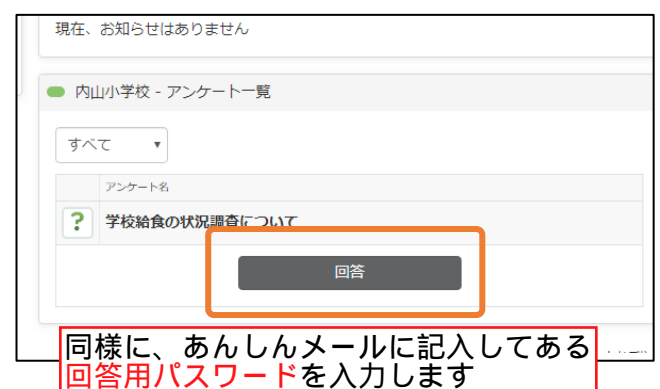 現在、お知らせはありません
内山小学校 - アンケート一覧
すべて
アンケート名
? 学校給食の状況調査について
回答
同様に、あんしんメールに記入してある
回答用パスワードを入力します